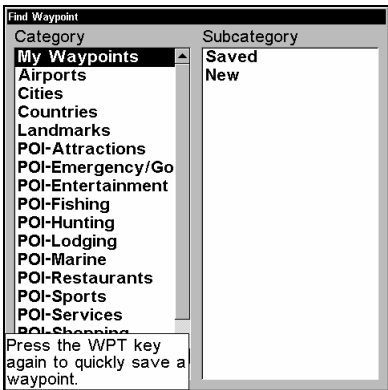 Find Waypoint
Category
My Waypoints
Airports
Cities
Countries
Landmarks
POI-Attractions
POI-Emergency/Go
POI-Entertainment
POI-Fishing
POI-Hunting
POI-Lodging
POI-Marine
POI-Restaurants
POI-Sports
POI-Services
POI-Shopping
Press the WPT key
again to quickly save a
waypoint.
Subcategory
Saved
New